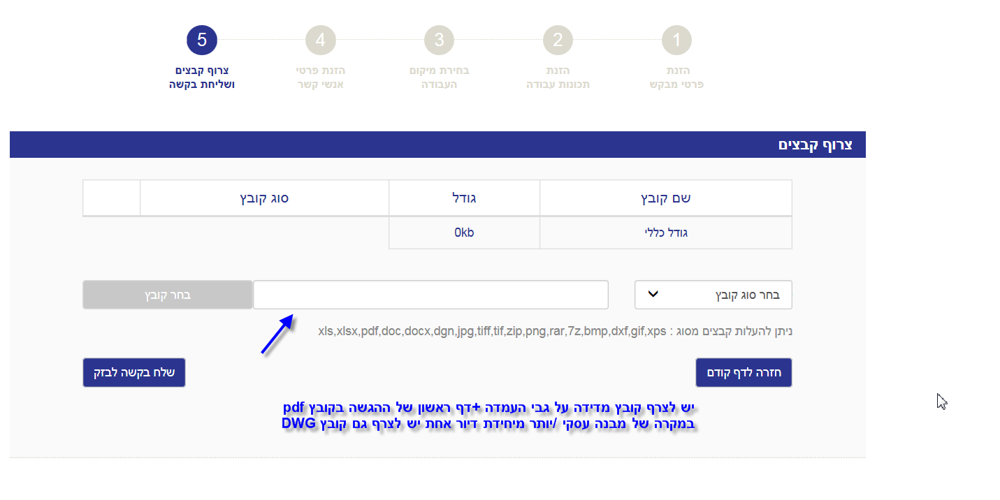 1
הזנת
פרטי מבקש
2
הזנת
תכונות עבודה
3
בחירת מיקום
העבודה
4
הזנת פרטי
אנשי קשר
5
צרוף קבצים
ושליחת בקשה
צרוף קבצים
שם קובץ גודל סוג קובץ
גודל כללי 0kb
בחר סוג קובץ בחר קובץ
ניתן להעלות קבצים מסוג : xls,xlsx,pdf,doc,docx,dgn,jpg,tiff,tif,zip,png,rar,7z,bmp,dxf,gif,xps
חזרה לדף קודם שלח בקשה לבזק
יש לצרף קובץ מדידה על גבי העמדה +דף ראשון של ההגשה בקובץ pdf
במקרה של מבנה עסקי /יותר מיחידת דיור אחת יש לצרף גם קובץ DWG